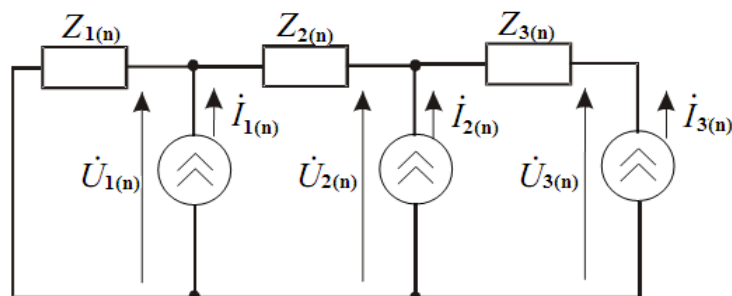 Z1(n)
Z2(n)
Z3(n)
U̇1(n)
İ1(n)
U̇2(n)
İ2(n)
U̇3(n)
İ3(n)